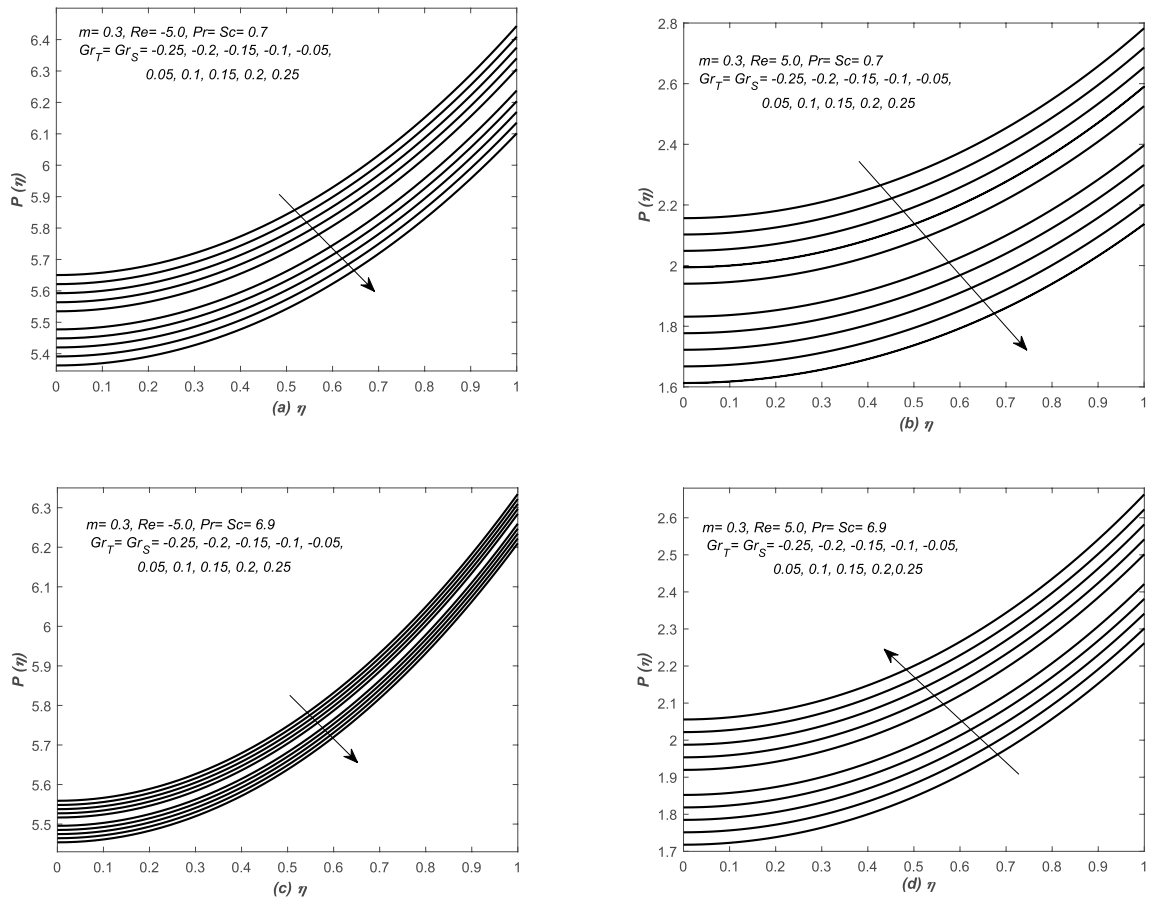 m= 0.3, Re= -5.0, Pr= Sc= 0.7
Gr_T= Gr_S= -0.25, -0.2, -0.15, -0.1, -0.05,
0.05, 0.1, 0.15, 0.2, 0.25
6.4
6.3
6.2
6.1
6
5.9
5.8
5.7
5.6
5.5
5.4
P (η)
0 0.1 0.2 0.3 0.4 0.5 0.6 0.7 0.8 0.9 1
(a) η
m= 0.3, Re= 5.0, Pr= Sc= 0.7
Gr_T= Gr_S= -0.25, -0.2, -0.15, -0.1, -0.05,
0.05, 0.1, 0.15, 0.2, 0.25
2.8
2.6
2.4
2.2
2
1.8
1.6
P (η)
0 0.1 0.2 0.3 0.4 0.5 0.6 0.7 0.8 0.9 1
(b) η
m= 0.3, Re= -5.0, Pr= Sc= 6.9
Gr_T= Gr_S= -0.25, -0.2, -0.15, -0.1, -0.05,
0.05, 0.1, 0.15, 0.2, 0.25
6.3
6.2
6.1
6
5.9
5.8
5.7
5.6
5.5
P (η)
0 0.1 0.2 0.3 0.4 0.5 0.6 0.7 0.8 0.9 1
(c) η
m= 0.3, Re= 5.0, Pr= Sc= 6.9
Gr_T= Gr_S= -0.25, -0.2, -0.15, -0.1, -0.05,
0.05, 0.1, 0.15, 0.2,0.25
2.6
2.5
2.4
2.3
2.2
2.1
2
1.9
1.8
1.7
P (η)
0 0.1 0.2 0.3 0.4 0.5 0.6 0.7 0.8 0.9 1
(d) η